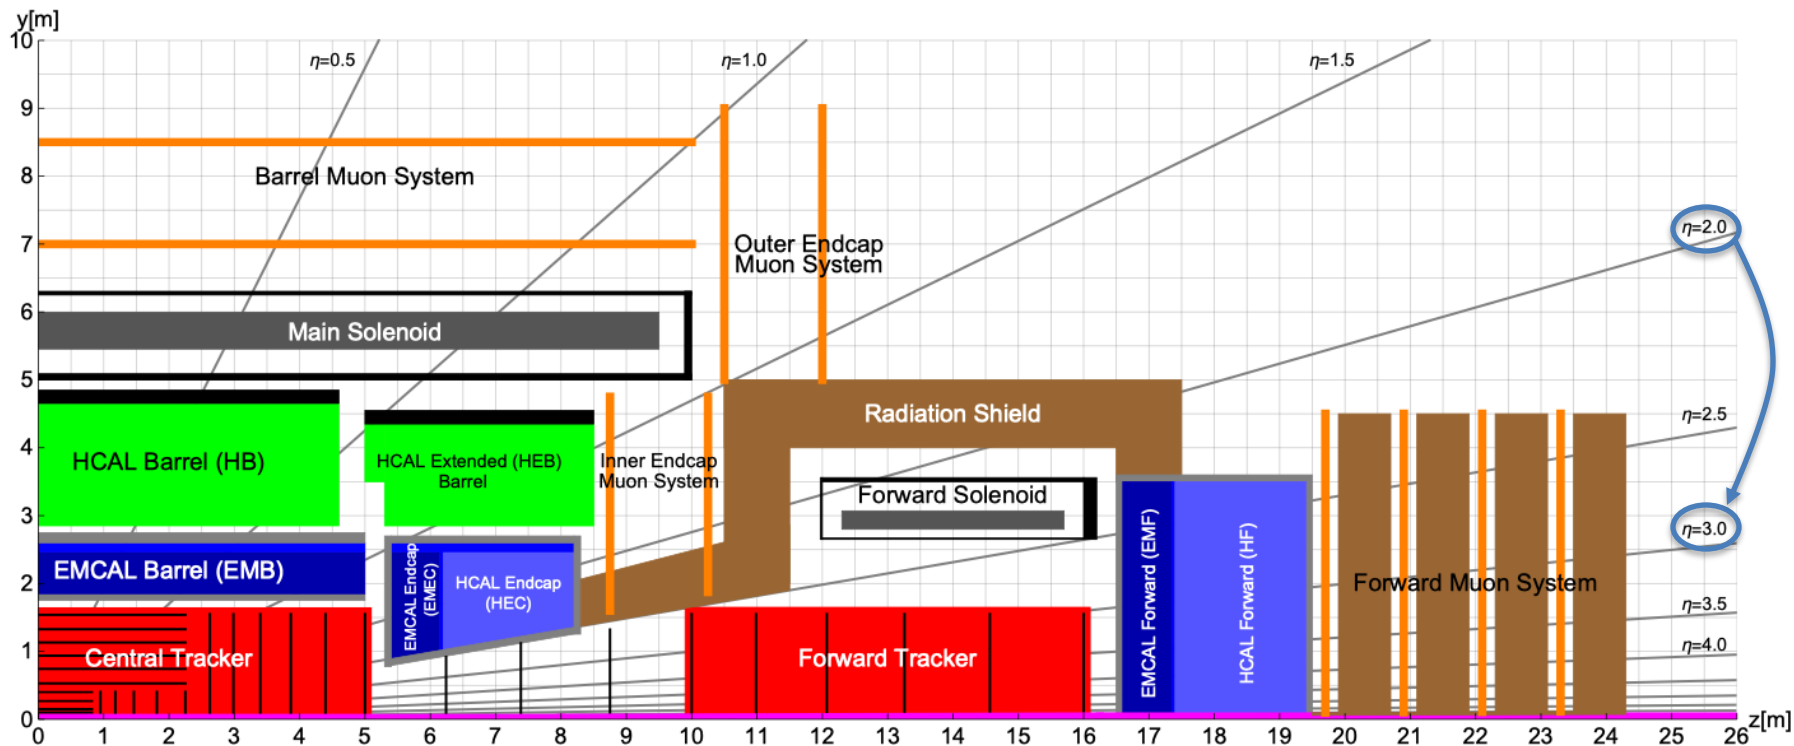 y[m]
10
9
8
7
6
5
4
3
2
1
0
η=0.5
η=1.0
η=1.5
Barrel Muon System
η=2.0
Outer Endcap
Muon System
Main Solenoid
Radiation Shield
η=2.5
HCAL Barrel (HB)
HCAL Extended (HEB)
Barrel
Inner Endcap
Muon System
Forward Solenoid
η=3.0
EMCAL Barrel (EMB)
EMCAL Endcap
(EMEC)
HCAL Endcap
(HEC)
EMCAL Forward (EMF)
HCAL Forward (HF)
Forward Muon System
η=3.5
Central Tracker
Forward Tracker
η=4.0
0 1 2 3 4 5 6 7 8 9 10 11 12 13 14 15 16 17 18 19 20 21 22 23 24 25 26
z[m]